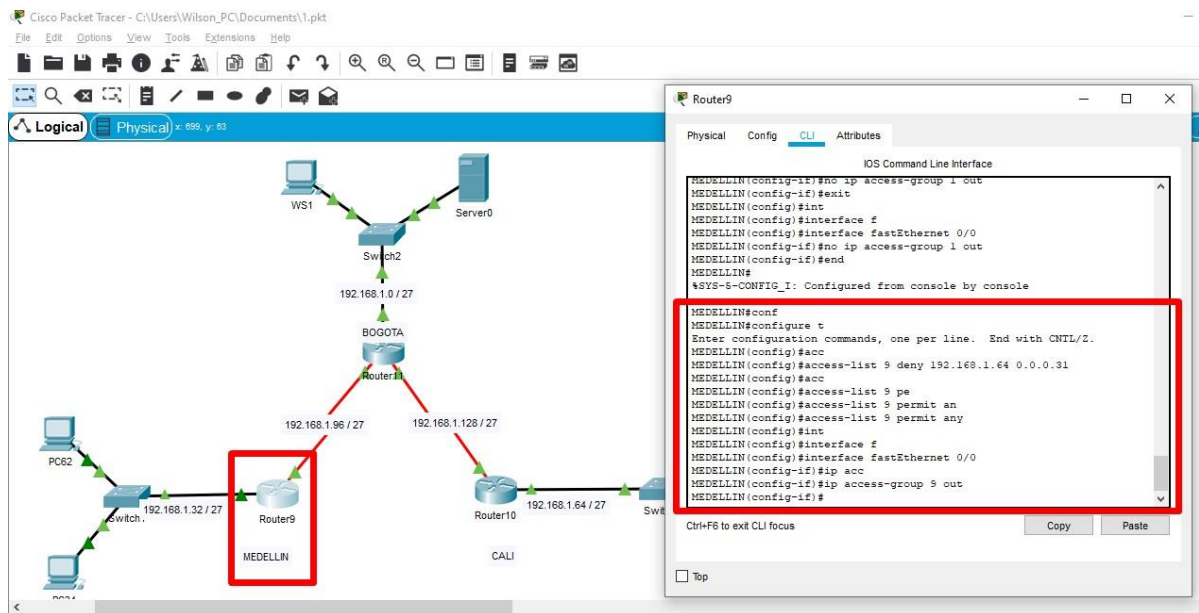 Cisco Packet Tracer - C:\Users\Wilson_PC\Documents\1.pkt
File Edit Options View Tools Extensions Help
Logical
Physical
x: 699, y: 63
WS1
Server0
Switch2
192.168.1.0 / 27
BOGOTA
Router11
192.168.1.96 / 27
192.168.1.128 / 27
PC62
Switch
192.168.1.32 / 27
Router9
Router10
192.168.1.64 / 27
Swit
MEDELLIN
CALI
Router9
Physical Config CLI Attributes
IOS Command Line Interface
MEDELLIN(config-if)#no ip access-group 1 out
MEDELLIN(config-if)#exit
MEDELLIN(config)#int
MEDELLIN(config)#interface f
MEDELLIN(config)#interface fastEthernet 0/0
MEDELLIN(config-if)#no ip access-group 1 out
MEDELLIN(config-if)#end
MEDELLIN#
%SYS-5-CONFIG_I: Configured from console by console
MEDELLIN#conf
MEDELLIN#configure t
Enter configuration commands, one per line. End with CNTL/Z.
MEDELLIN(config)#acc
MEDELLIN(config)#access-list 9 deny 192.168.1.64 0.0.0.31
MEDELLIN(config)#acc
MEDELLIN(config)#access-list 9 pe
MEDELLIN(config)#access-list 9 permit an
MEDELLIN(config)#access-list 9 permit any
MEDELLIN(config)#int
MEDELLIN(config)#interface f
MEDELLIN(config)#interface fastEthernet 0/0
MEDELLIN(config-if)#ip acc
MEDELLIN(config-if)#ip access-group 9 out
MEDELLIN(config-if)#
Ctrl+F6 to exit CLI focus
Copy
Paste
Top